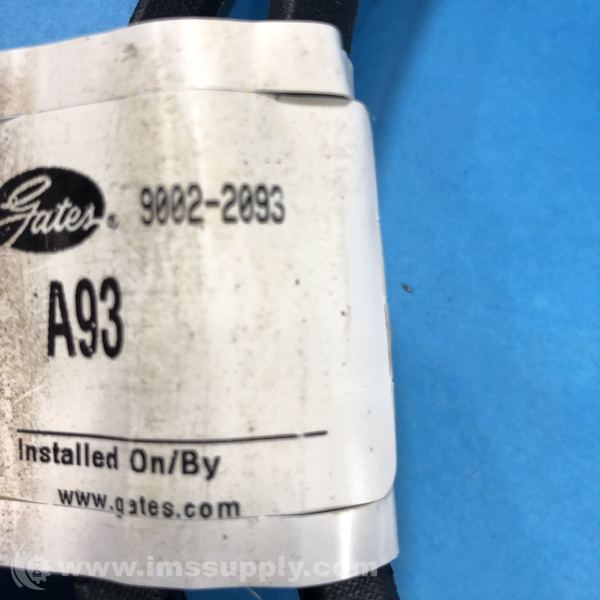 Gates® 9002-2093
A93
Installed On/By
www.gates.com
www.imssupply.com